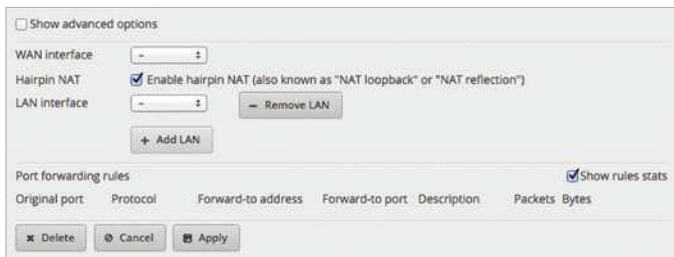 Show advanced options
WAN interface -
Hairpin NAT Enable hairpin NAT (also known as "NAT loopback" or "NAT reflection")
LAN interface - − Remove LAN
+ Add LAN
Port forwarding rules Show rules stats
Original port Protocol Forward-to address Forward-to port Description Packets Bytes
Delete Cancel Apply